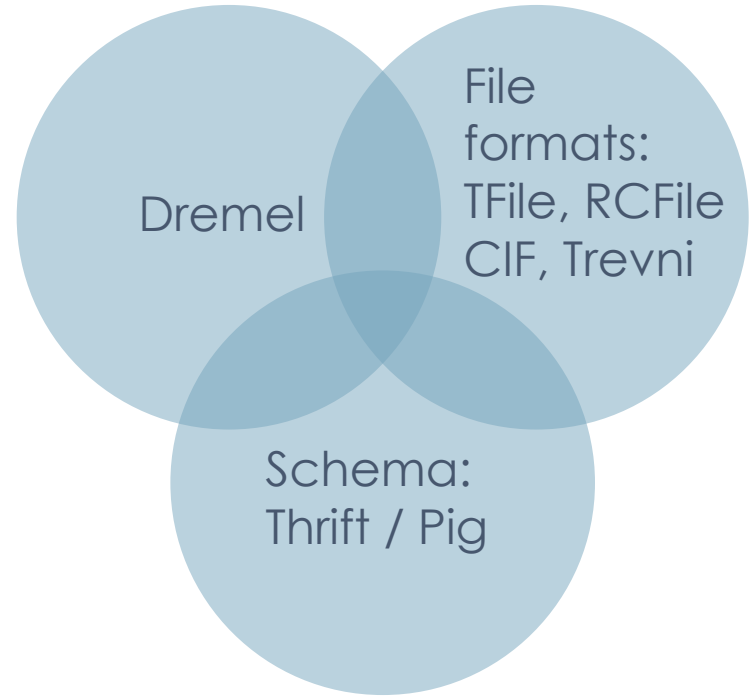 Dremel
File
formats:
TFile, RCFile
CIF, Trevni
Schema:
Thrift / Pig